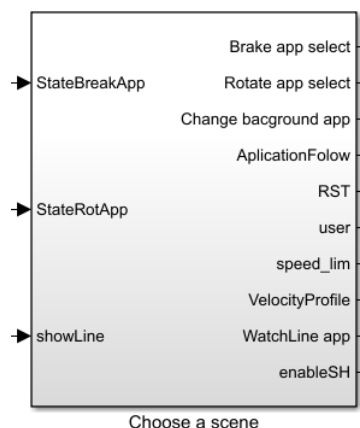 Brake app select
StateBreakApp
Rotate app select
Change bacground app
AplicationFolow
RST
StateRotApp
user
speed_lim
VelocityProfile
showLine
WatchLine app
enableSH
Choose a scene